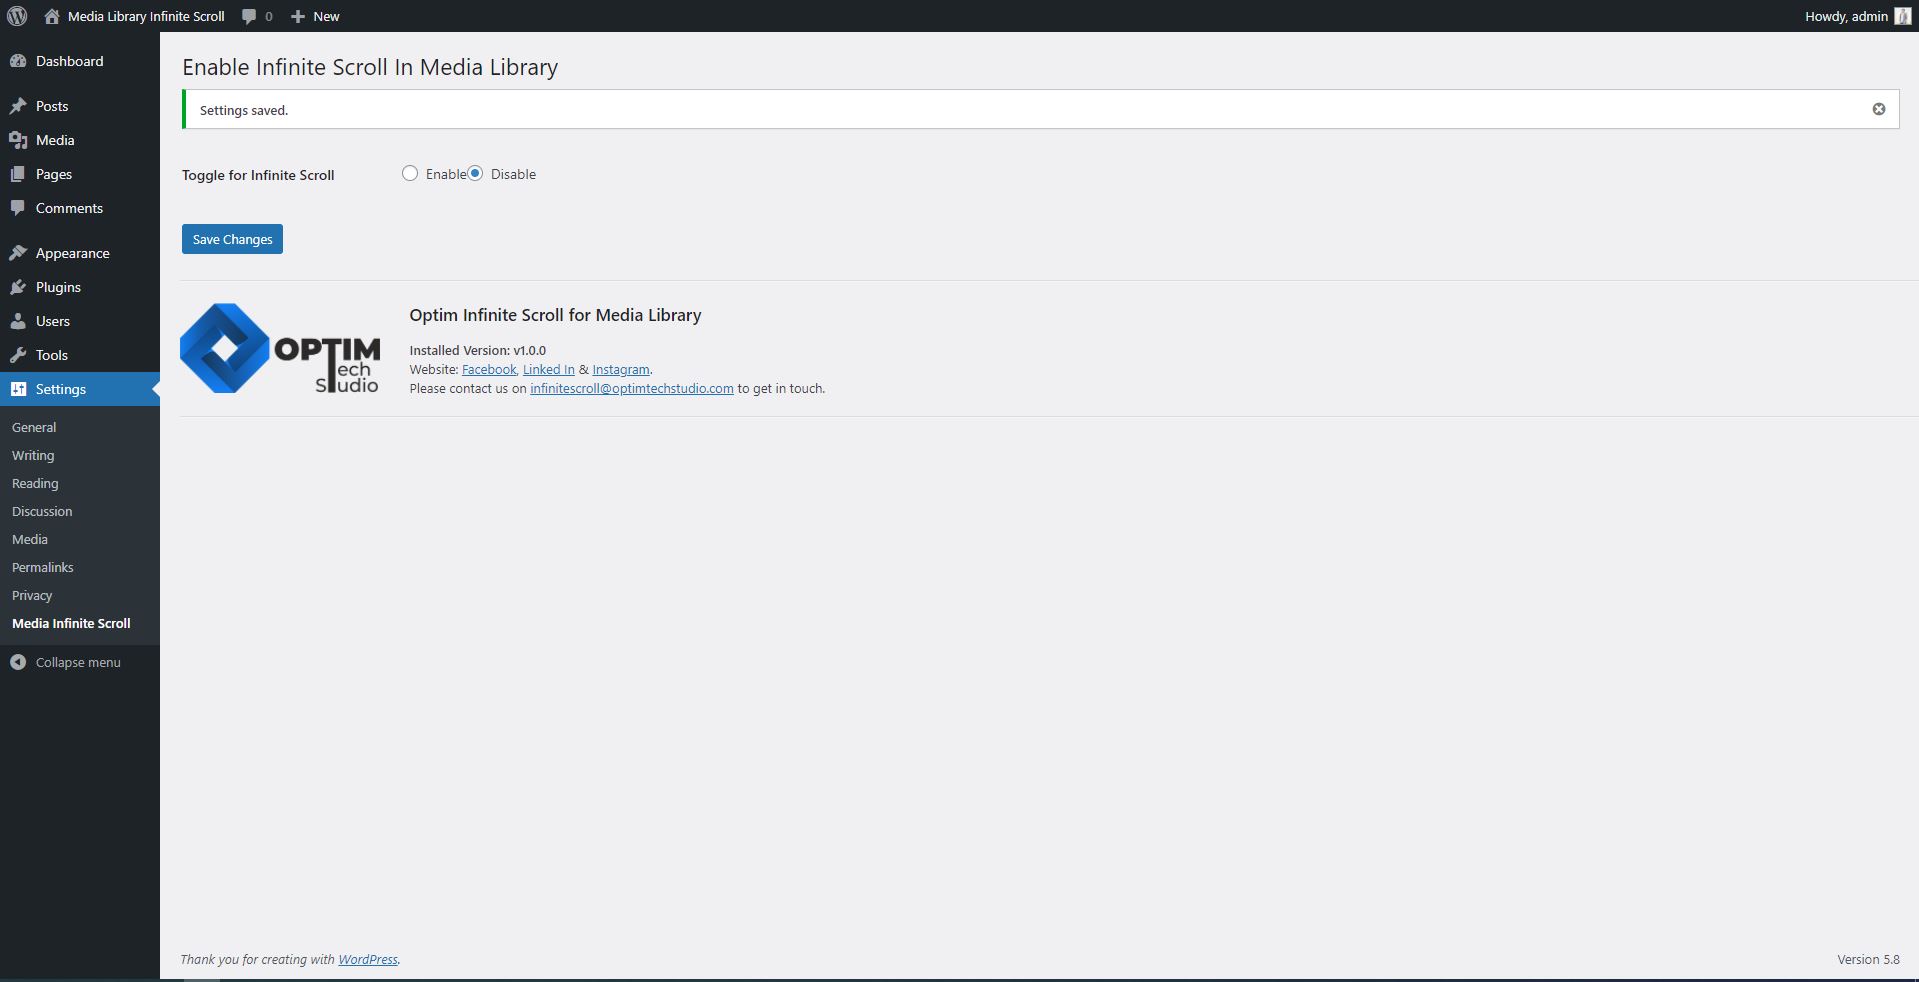 Media Library Infinite Scroll 0 New Howdy, admin
Dashboard
Posts
Media
Pages
Comments
Appearance
Plugins
Users
Tools
Settings
General
Writing
Reading
Discussion
Media
Permalinks
Privacy
Media Infinite Scroll
Collapse menu
Enable Infinite Scroll In Media Library
Settings saved.
Toggle for Infinite Scroll Enable Disable
Save Changes
OPTIM
Tech
Studio
Optim Infinite Scroll for Media Library
Installed Version: v1.0.0
Website: Facebook, Linked In & Instagram.
Please contact us on infinitescroll@optimtechstudio.com to get in touch.
Thank you for creating with WordPress. Version 5.8